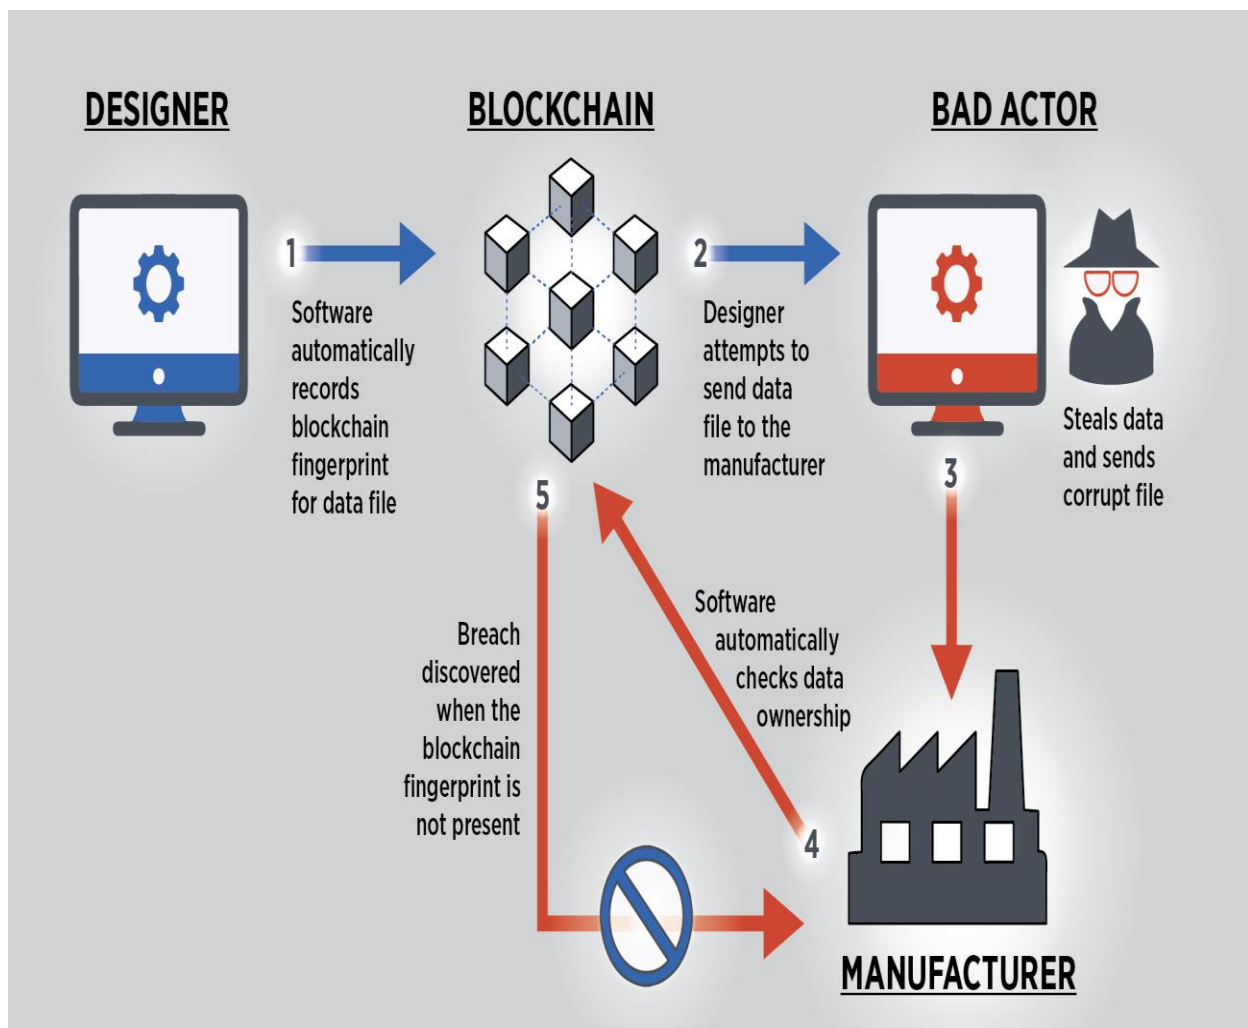 DESIGNER
BLOCKCHAIN
BAD ACTOR
1
Software
automatically
records
blockchain
fingerprint
for data file
2
Designer
attempts to
send data
file to the
manufacturer
Steals data
and sends
corrupt file
3
5
Software
automatically
checks data
ownership
4
Breach
discovered
when the
blockchain
fingerprint is
not present
MANUFACTURER